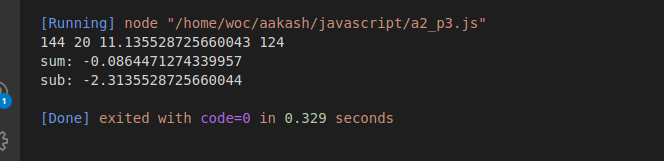 [Running] node "/home/woc/aakash/javascript/a2_p3.js"
144 20 11.135528725660043 124
sum: -0.0864471274339957
sub: -2.3135528725660044
[Done] exited with code=0 in 0.329 seconds
1